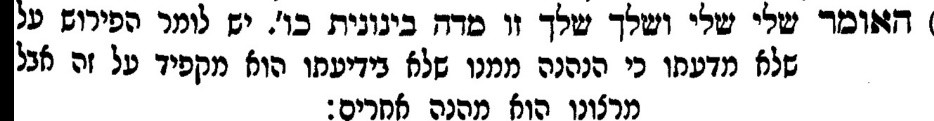 ) האומר שלי שלי ושלך שלך זו מדה בינונית כו'. יש לומר הפירוש על
שלא מדעתו כי הנהנה ממנו שלא בידיעתו הוא מקפיד על זה אבל
מרצונו הוא מהנה אחרים: